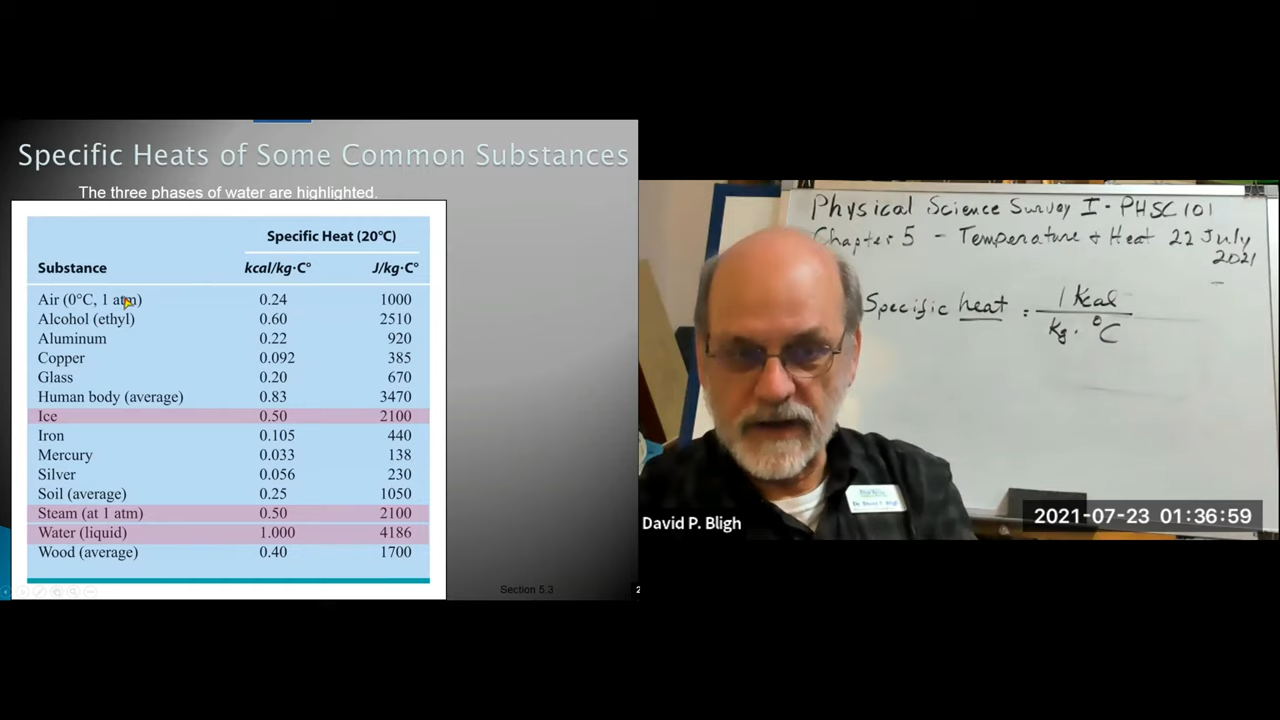 Specific Heats of Some Common Substances
The three phases of water are highlighted.
Specific Heat (20°C)
Substance kcal/kg·C° J/kg·C°
Air (0°C, 1 atm) 0.24 1000
Alcohol (ethyl) 0.60 2510
Aluminum 0.22 920
Copper 0.092 385
Glass 0.20 670
Human body (average) 0.83 3470
Ice 0.50 2100
Iron 0.105 440
Mercury 0.033 138
Silver 0.056 230
Soil (average) 0.25 1050
Steam (at 1 atm) 0.50 2100
Water (liquid) 1.000 4186
Wood (average) 0.40 1700
Section 5.3
2
Physical Science Survey I - PHSC 101
Chapter 5 - Temperature + Heat 22 July
2021
Specific heat = 1 Kcal
Kg · °C
Dr. David P. Bligh
David P. Bligh
2021-07-23 01:36:59